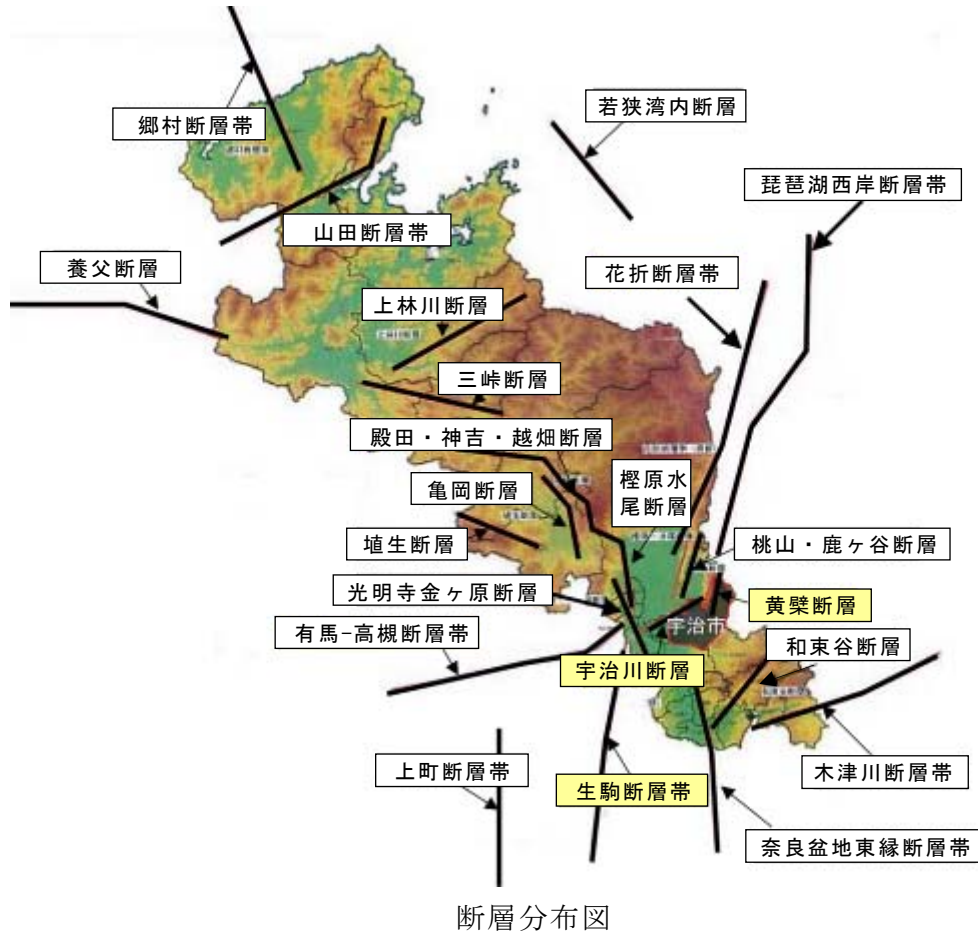 郷村断層帯
若狭湾内断層
琵琶湖西岸断層帯
山田断層帯
養父断層
花折断層帯
上林川断層
三峠断層
殿田・神吉・越畑断層
亀岡断層
樫原水
尾断層
埴生断層
桃山・鹿ヶ谷断層
光明寺金ヶ原断層
黄檗断層
宇治市
有馬−高槻断層帯
和束谷断層
宇治川断層
上町断層帯
生駒断層帯
木津川断層帯
奈良盆地東縁断層帯
断層分布図